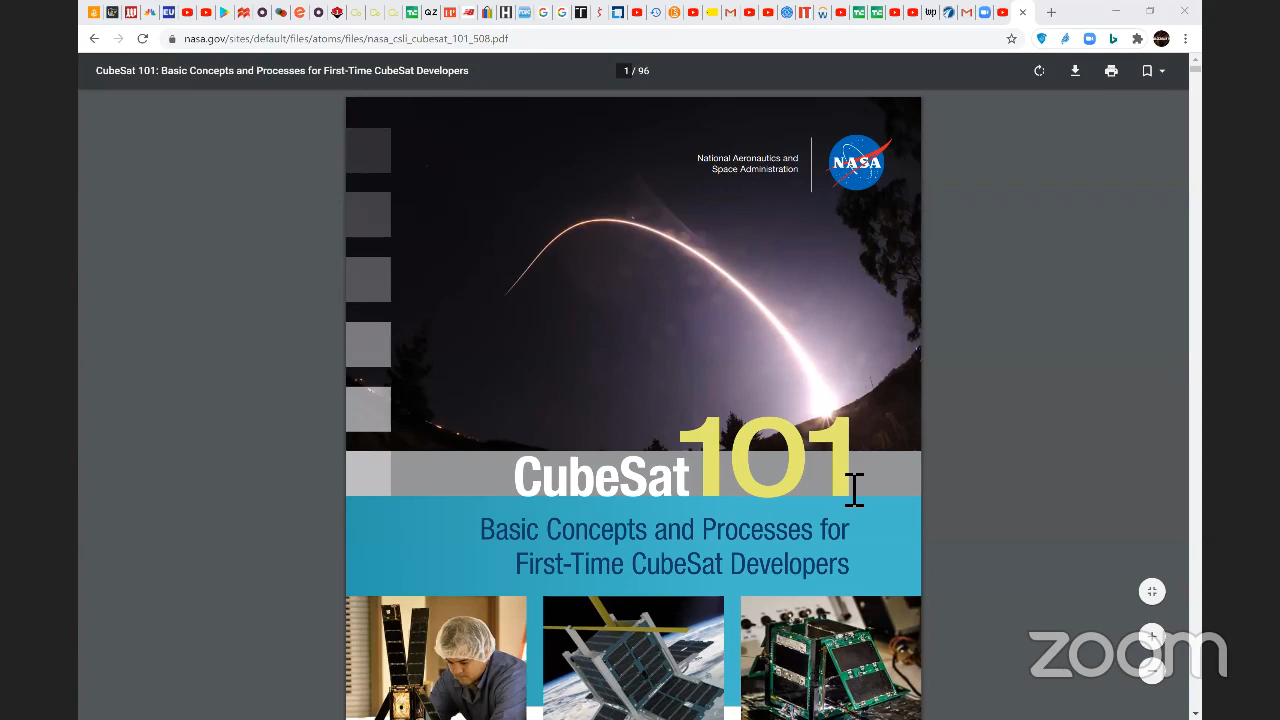 nasa.gov/sites/default/files/atoms/files/nasa_csli_cubesat_101_508.pdf
CubeSat 101: Basic Concepts and Processes for First-Time CubeSat Developers
1 / 96
National Aeronautics and
Space Administration
NASA
CubeSat 101
Basic Concepts and Processes for
First-Time CubeSat Developers
zoom